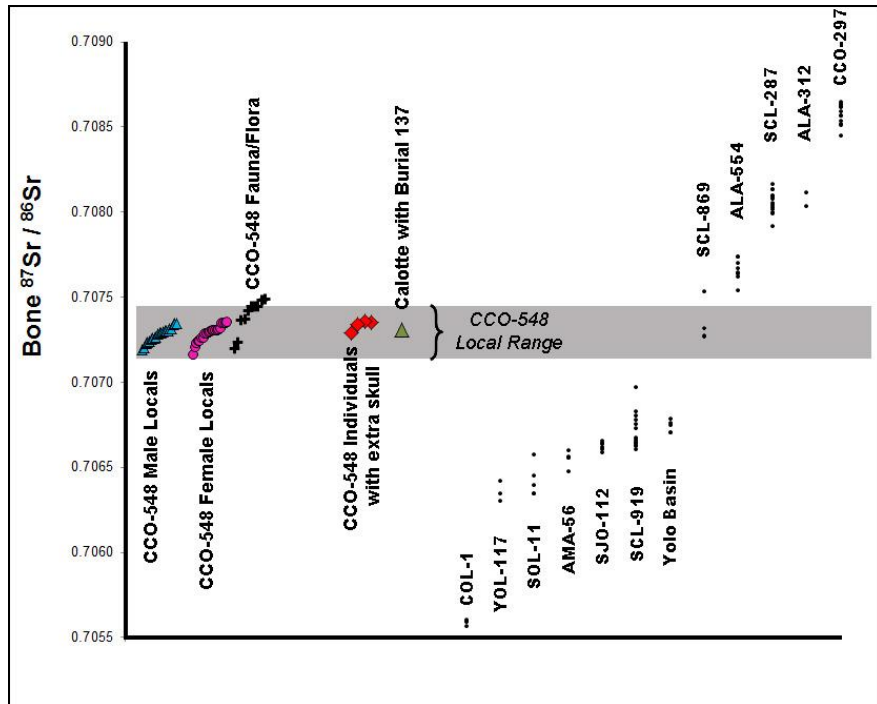 Bone ⁸⁷Sr / ⁸⁶Sr
0.7090
0.7085
0.7080
0.7075
0.7070
0.7065
0.7060
0.7055
CCO-548 Male Locals
CCO-548 Female Locals
CCO-548 Fauna/Flora
CCO-548 Individuals
with extra skull
Calotte with Burial 137
CCO-548
Local Range
COL-1
YOL-117
SOL-11
AMA-56
SJO-112
SCL-919
Yolo Basin
SCL-869
ALA-554
SCL-287
ALA-312
CCO-297